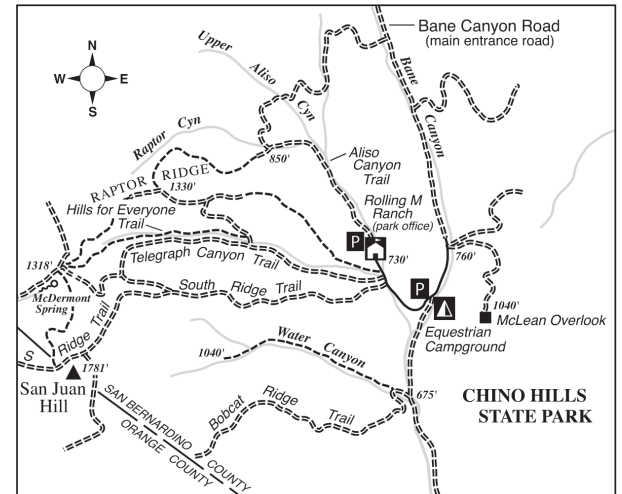 Bane Canyon Road
(main entrance road)
N
W
E
S
Upper Aliso Cyn
Bane Canyon
Raptor Cyn
850'
Aliso
Canyon
Trail
RAPTOR RIDGE
1330'
Rolling M
Ranch
(park office)
Hills for Everyone
Trail
P
730'
760'
1318'
Telegraph Canyon Trail
P
McDermont
Spring
South Ridge Trail
1040'
McLean Overlook
Equestrian
Campground
S Ridge Trail
Water Canyon
1040'
1781'
San Juan
Hill
675'
CHINO HILLS
STATE PARK
Bobcat Ridge Trail
SAN BERNARDINO COUNTY
ORANGE COUNTY